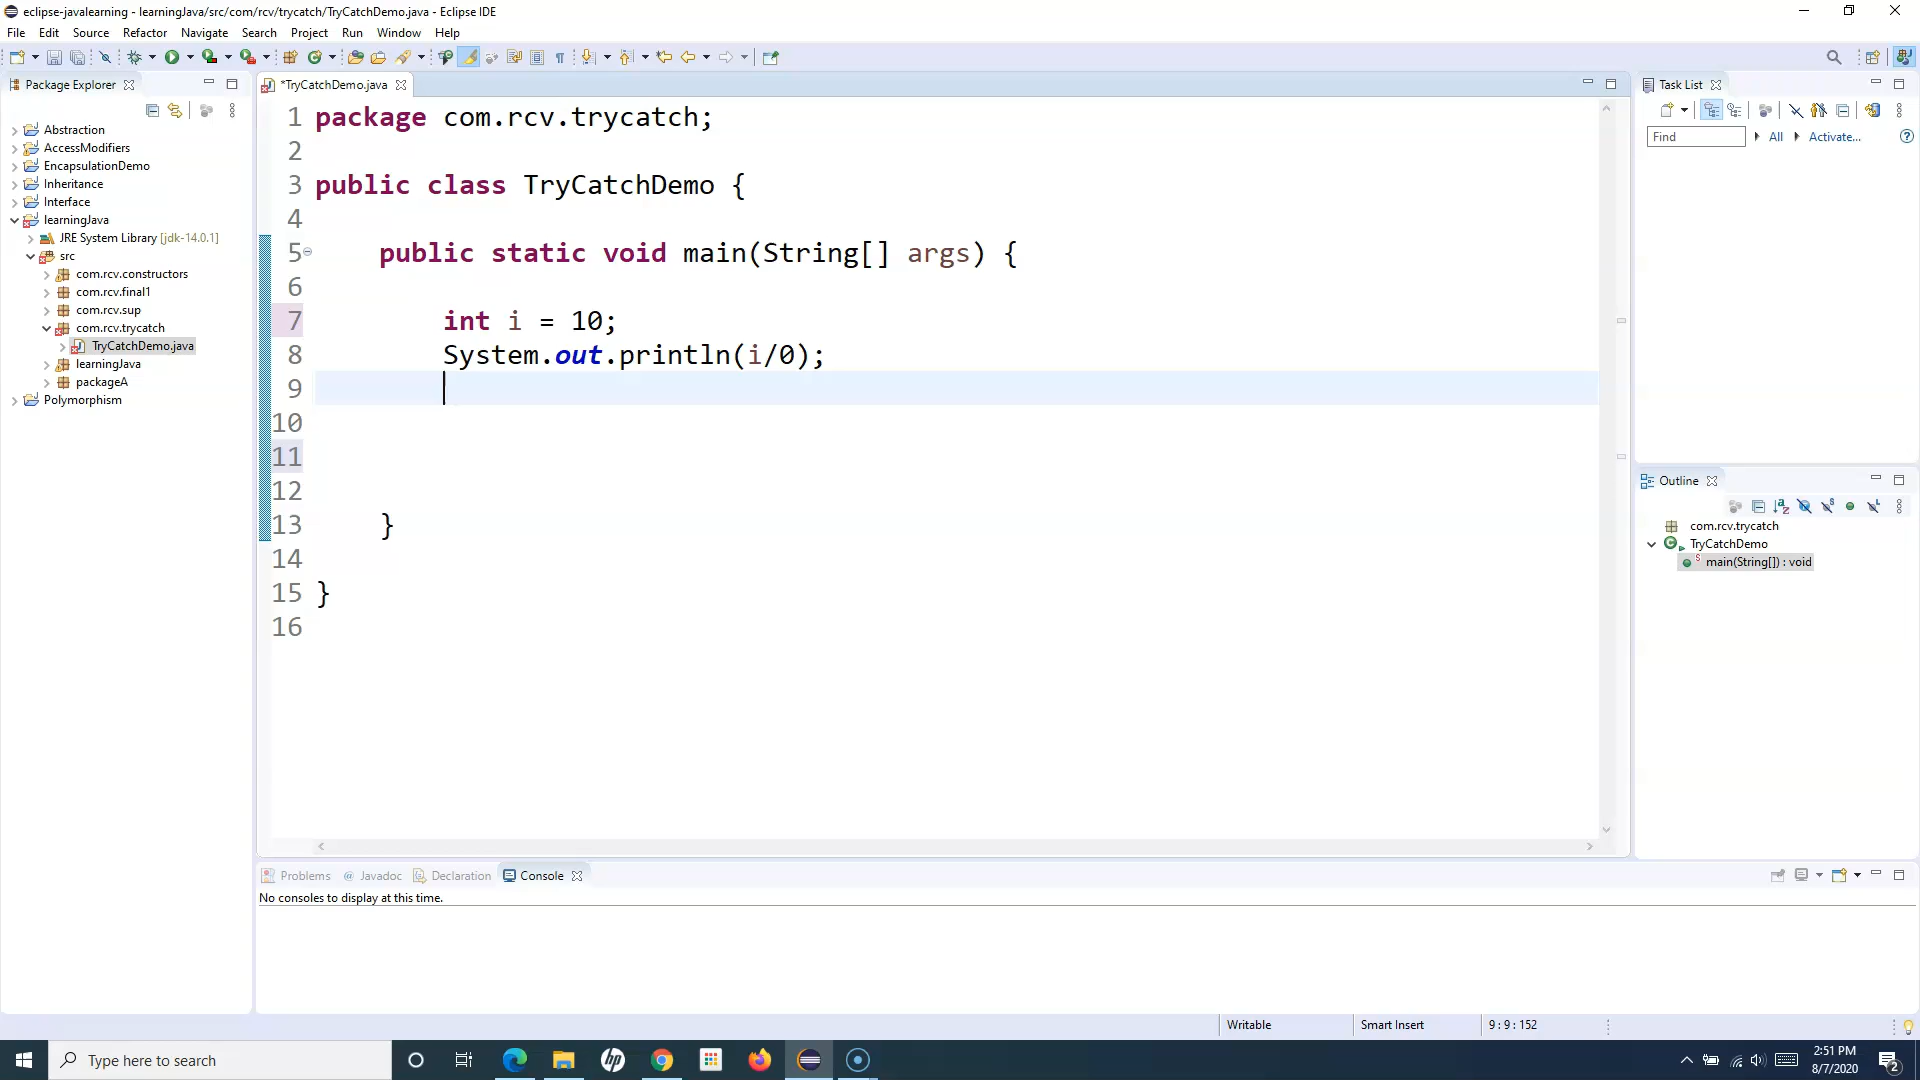 eclipse-javalearning - learningJava/src/com/rcv/trycatch/TryCatchDemo.java - Eclipse IDE
File Edit Source Refactor Navigate Search Project Run Window Help
Package Explorer
Abstraction
AccessModifiers
EncapsulationDemo
Inheritance
Interface
learningJava
JRE System Library [jdk-14.0.1]
src
com.rcv.constructors
com.rcv.final1
com.rcv.sup
com.rcv.trycatch
TryCatchDemo.java
learningJava
packageA
Polymorphism
*TryCatchDemo.java
1 package com.rcv.trycatch;
2
3 public class TryCatchDemo {
4
5 public static void main(String[] args) {
6
7 int i = 10;
8 System.out.println(i/0);
9
10
11
12
13 }
14
15 }
16
Task List
Find All Activate...
Outline
com.rcv.trycatch
TryCatchDemo
main(String[]) : void
Problems Javadoc Declaration Console
No consoles to display at this time.
Writable Smart Insert 9 : 9 : 152
Type here to search
hp
2:51 PM
8/7/2020
2